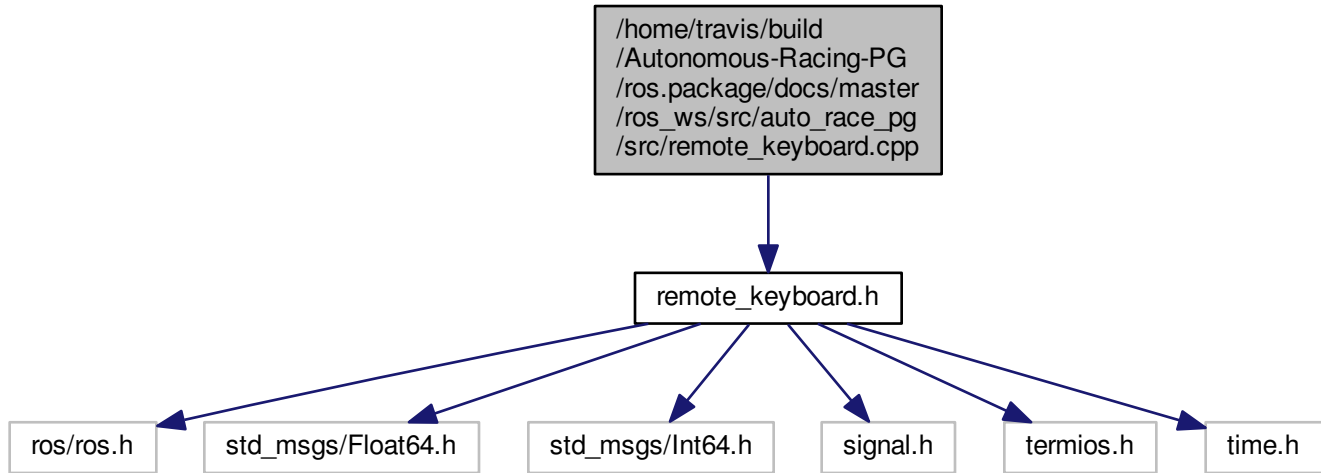 /home/travis/build
/Autonomous-Racing-PG
/ros.package/docs/master
/ros_ws/src/auto_race_pg
/src/remote_keyboard.cpp
remote_keyboard.h
ros/ros.h
std_msgs/Float64.h
std_msgs/Int64.h
signal.h
termios.h
time.h